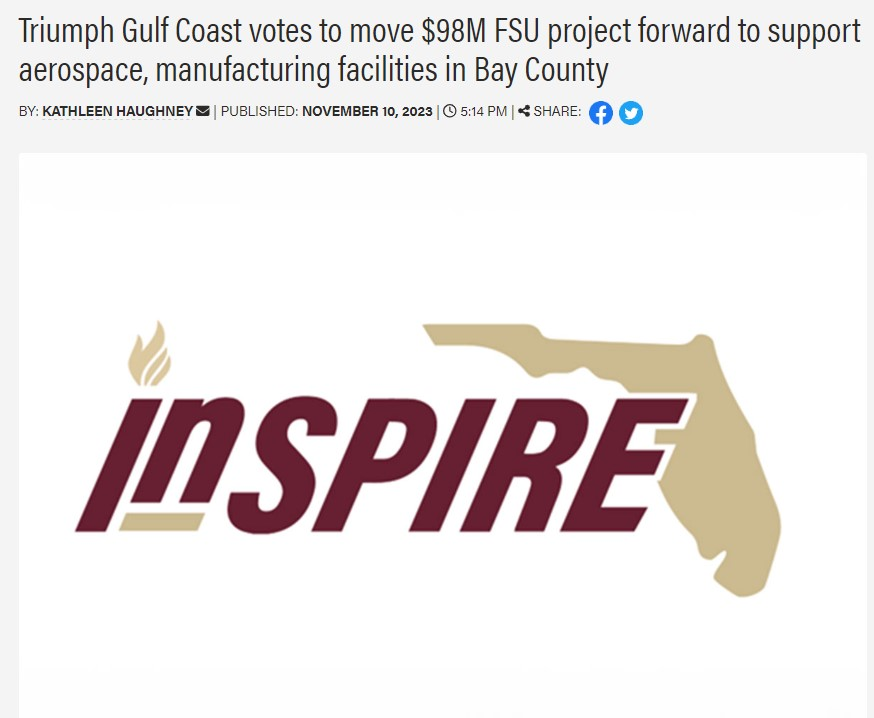 Triumph Gulf Coast votes to move $98M FSU project forward to support
aerospace, manufacturing facilities in Bay County
BY: KATHLEEN HAUGHNEY | PUBLISHED: NOVEMBER 10, 2023 | 5:14 PM | SHARE:
InSPIRE